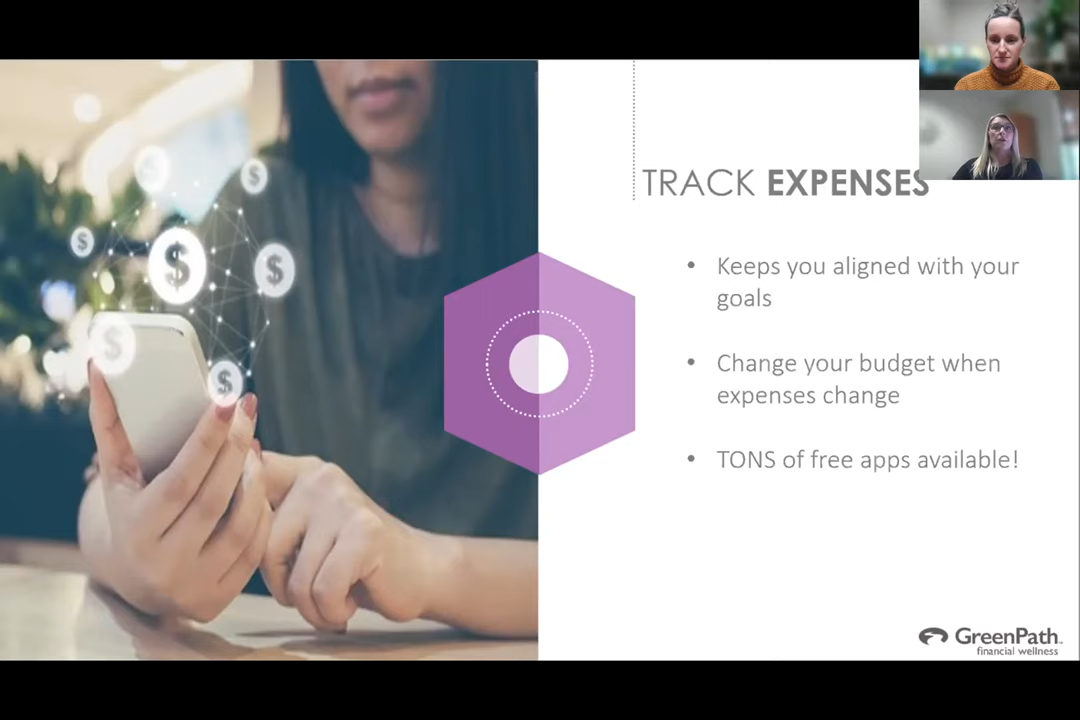 TRACK EXPENSES
• Keeps you aligned with your
goals
• Change your budget when
expenses change
• TONS of free apps available!
$
$
$
$
$
$
GreenPath
financial wellness